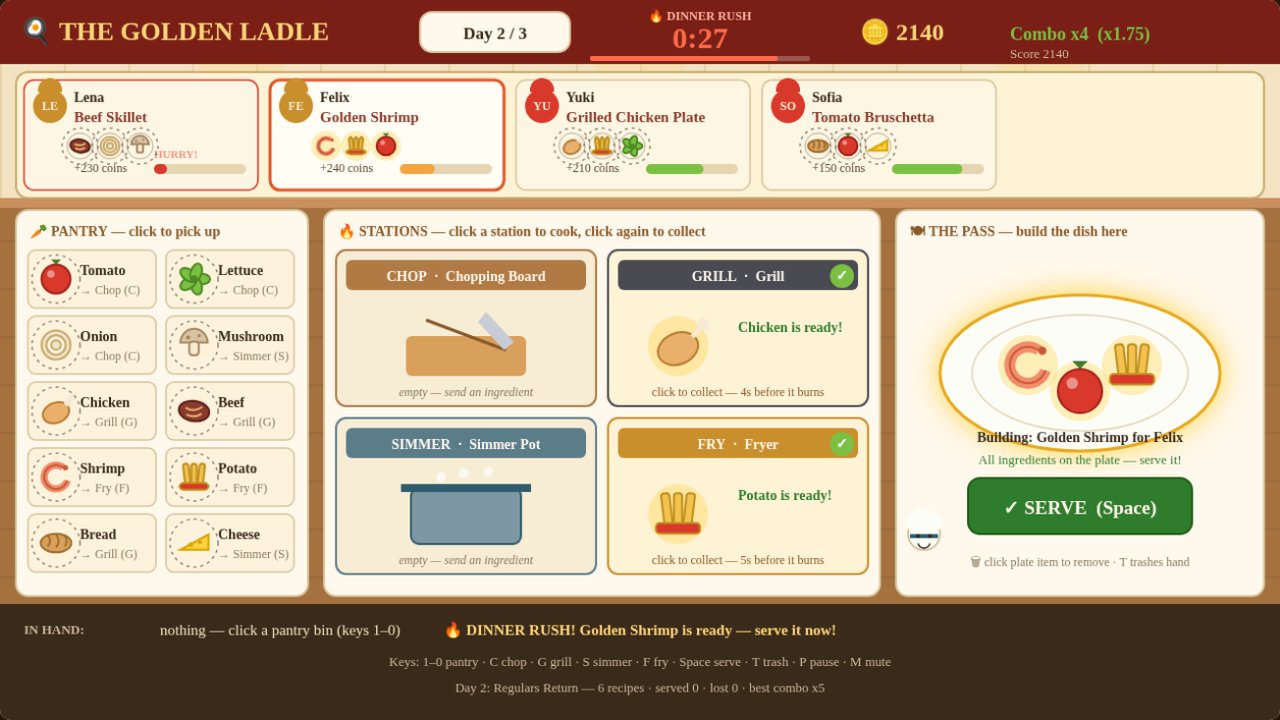 THE GOLDEN LADLE
Day 2 / 3
🔥 DINNER RUSH
0:27
2140
Combo x4 (x1.75)
Score 2140
LE
Lena
Beef Skillet
HURRY!
+230 coins
FE
Felix
Golden Shrimp
+240 coins
YU
Yuki
Grilled Chicken Plate
+210 coins
SO
Sofia
Tomato Bruschetta
+150 coins
🥕 PANTRY — click to pick up
Tomato
→ Chop (C)
Lettuce
→ Chop (C)
Onion
→ Chop (C)
Mushroom
→ Simmer (S)
Chicken
→ Grill (G)
Beef
→ Grill (G)
Shrimp
→ Fry (F)
Potato
→ Fry (F)
Bread
→ Grill (G)
Cheese
→ Simmer (S)
🔥 STATIONS — click a station to cook, click again to collect
CHOP · Chopping Board
empty — send an ingredient
GRILL · Grill ✓
Chicken is ready!
click to collect — 4s before it burns
SIMMER · Simmer Pot
empty — send an ingredient
FRY · Fryer ✓
Potato is ready!
click to collect — 5s before it burns
🍽 THE PASS — build the dish here
Building: Golden Shrimp for Felix
All ingredients on the plate — serve it!
✓ SERVE (Space)
🗑 click plate item to remove · T trashes hand
IN HAND:
nothing — click a pantry bin (keys 1–0)
🔥 DINNER RUSH! Golden Shrimp is ready — serve it now!
Keys: 1–0 pantry · C chop · G grill · S simmer · F fry · Space serve · T trash · P pause · M mute
Day 2: Regulars Return — 6 recipes · served 0 · lost 0 · best combo x5